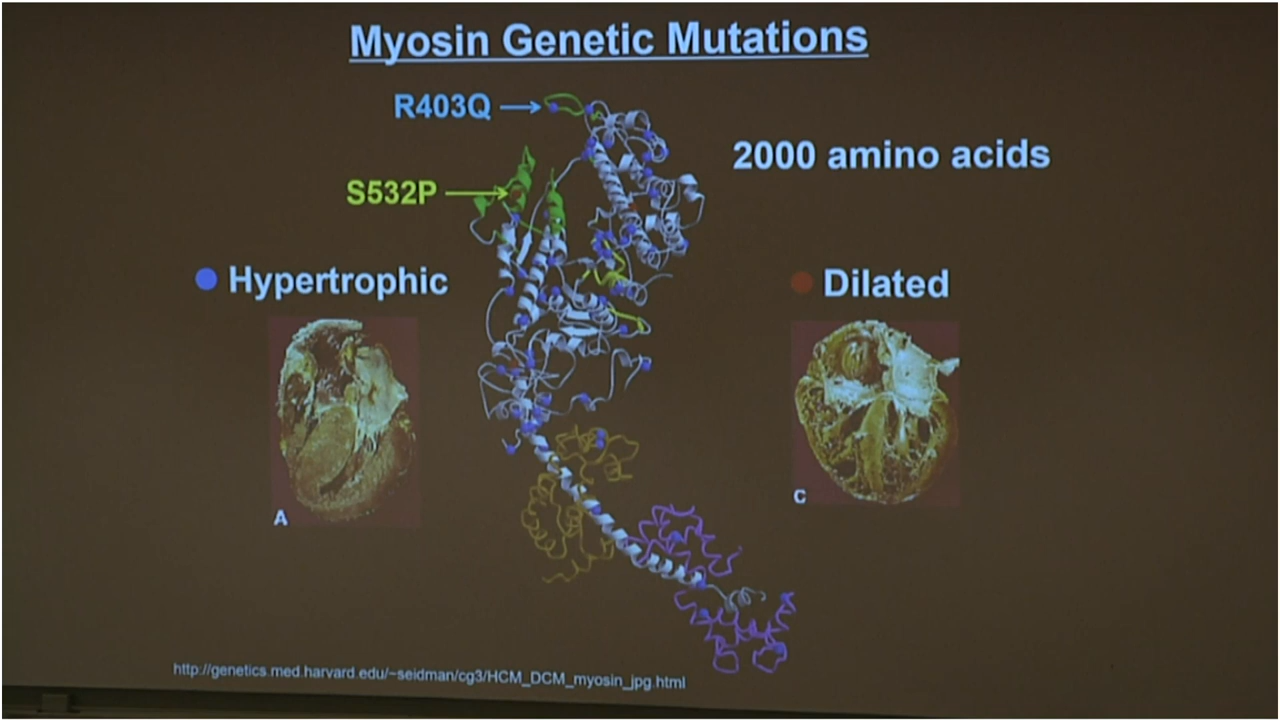 Myosin Genetic Mutations
R403Q
2000 amino acids
S532P
Hypertrophic
Dilated
A
C
http://genetics.med.harvard.edu/~seidman/cg3/HCM_DCM_myosin_jpg.html